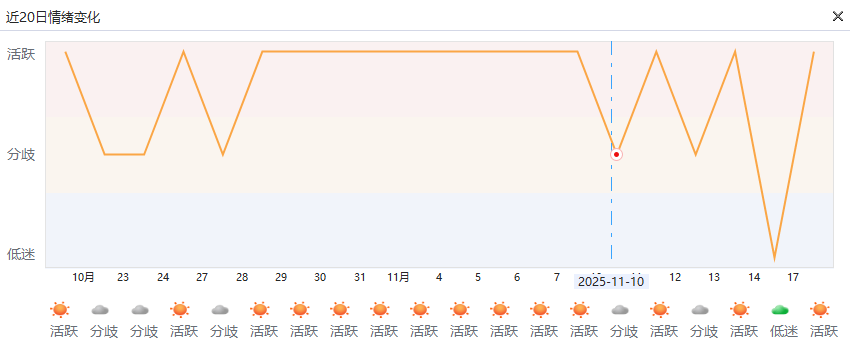 近20日情绪变化
活跃
分歧
低迷
10月 23 24 27 28 29 30 31 11月 4 5 6 7 2025-11-10 12 13 14 17
活跃 分歧 分歧 活跃 分歧 活跃 活跃 活跃 活跃 活跃 活跃 活跃 活跃 活跃 分歧 活跃 分歧 活跃 低迷 活跃